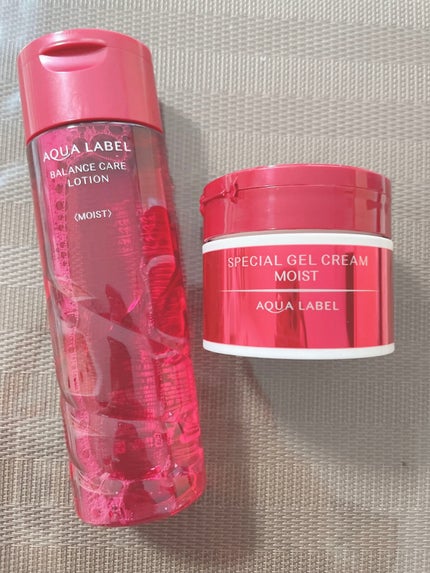 AQUA LABEL
BALANCE CARE
LOTION
〈MOIST〉
SPECIAL GEL CREAM
MOIST
AQUA LABEL